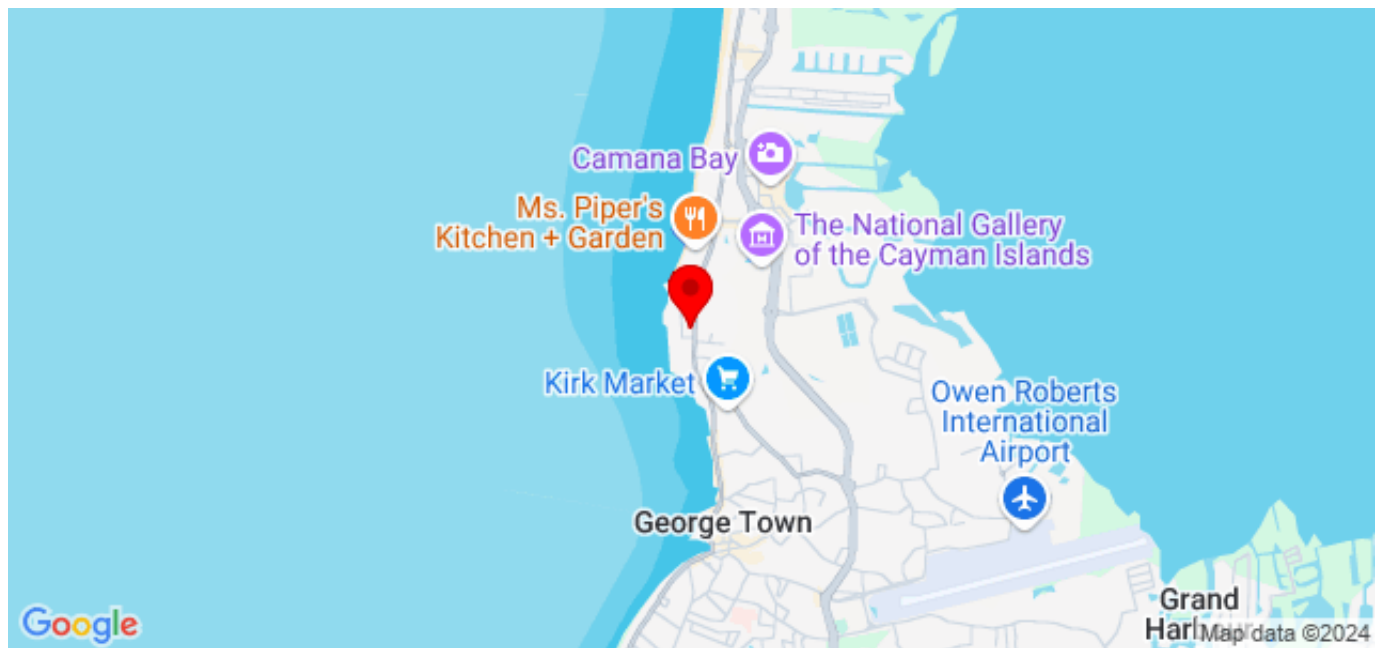 Camana Bay
Ms. Piper's
Kitchen + Garden
The National Gallery
of the Cayman Islands
Kirk Market
Owen Roberts
International
Airport
George Town
Grand
Google
Map data ©2024